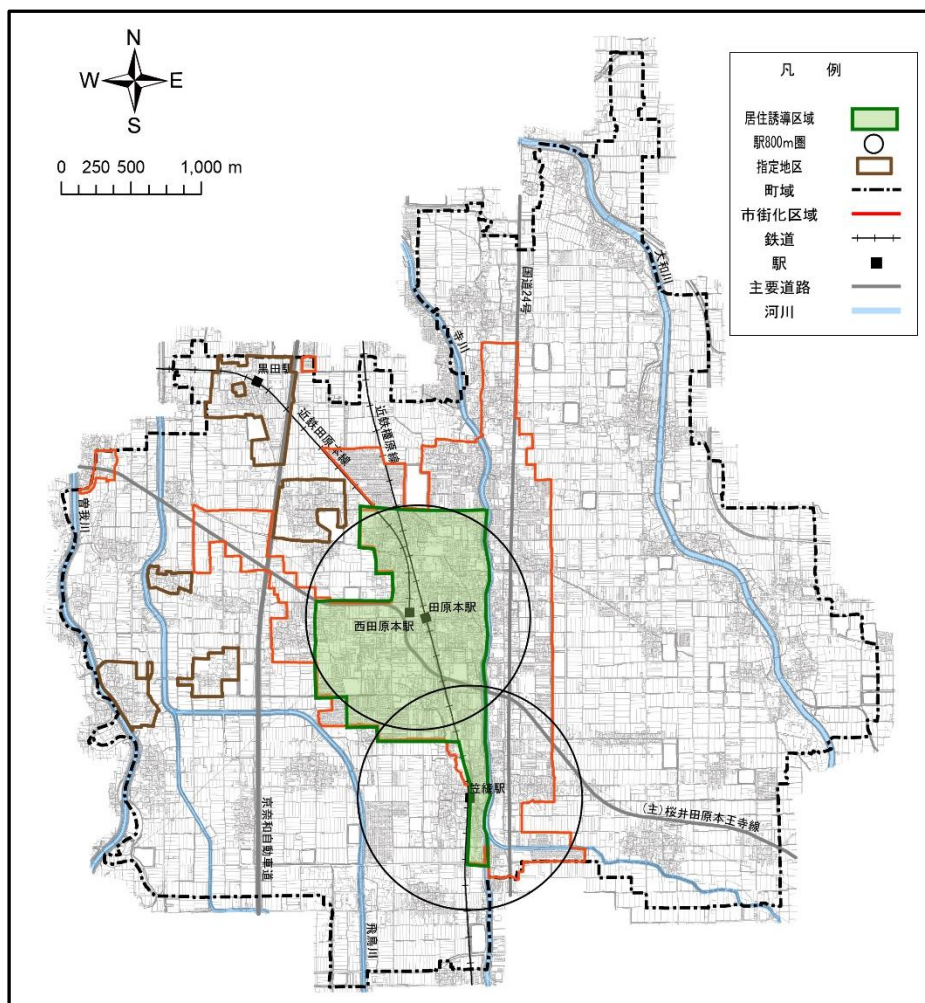 N
W E
S
0 250 500 1,000 m
凡 例
居住誘導区域
駅800m圏
指定地区
町域
市街化区域
鉄道
駅
主要道路
河川
大和川
国道24号
寺川
黒田駅
近鉄田原本線
近鉄橿原線
曽我川
田原本駅
西田原本駅
笠縫駅
(主)桜井田原本王寺線
京奈和自動車道
飛鳥川